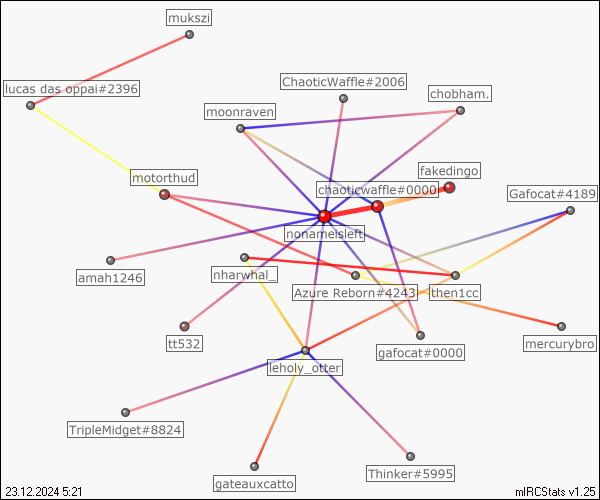 mukszi
ChaoticWaffle#2006
lucas das oppai#2396
chobham.
moonraven
fakedingo
motorthud
chaoticwaffle#0000
Gafocat#4189
nonameisleft
amah1246
nharwhal_
Azure Reborn#4243
then1cc
tt532
gafocat#0000
mercurybro
leholy_otter
TripleMidget#8824
Thinker#5995
gateauxcatto
23.12.2024 5:21
mIRCStats v1.25